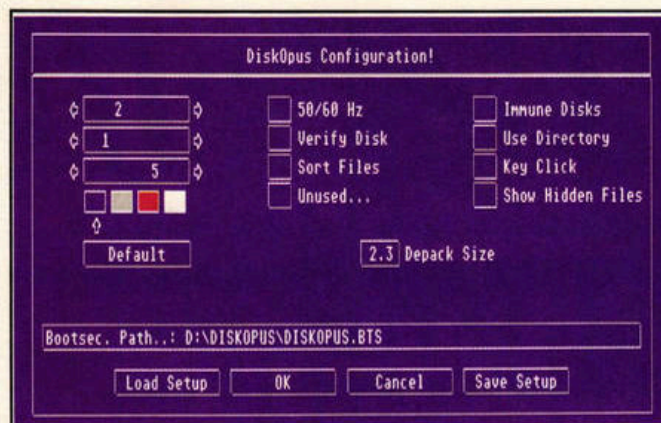 DiskOpus Configuration!
2
1
5
Default
50/60 Hz
Verify Disk
Sort Files
Unused...
Immune Disks
Use Directory
Key Click
Show Hidden Files
2.3 Depack Size
Bootsec. Path..: D:\DISKOPUS\DISKOPUS.BTS
Load Setup
OK
Cancel
Save Setup